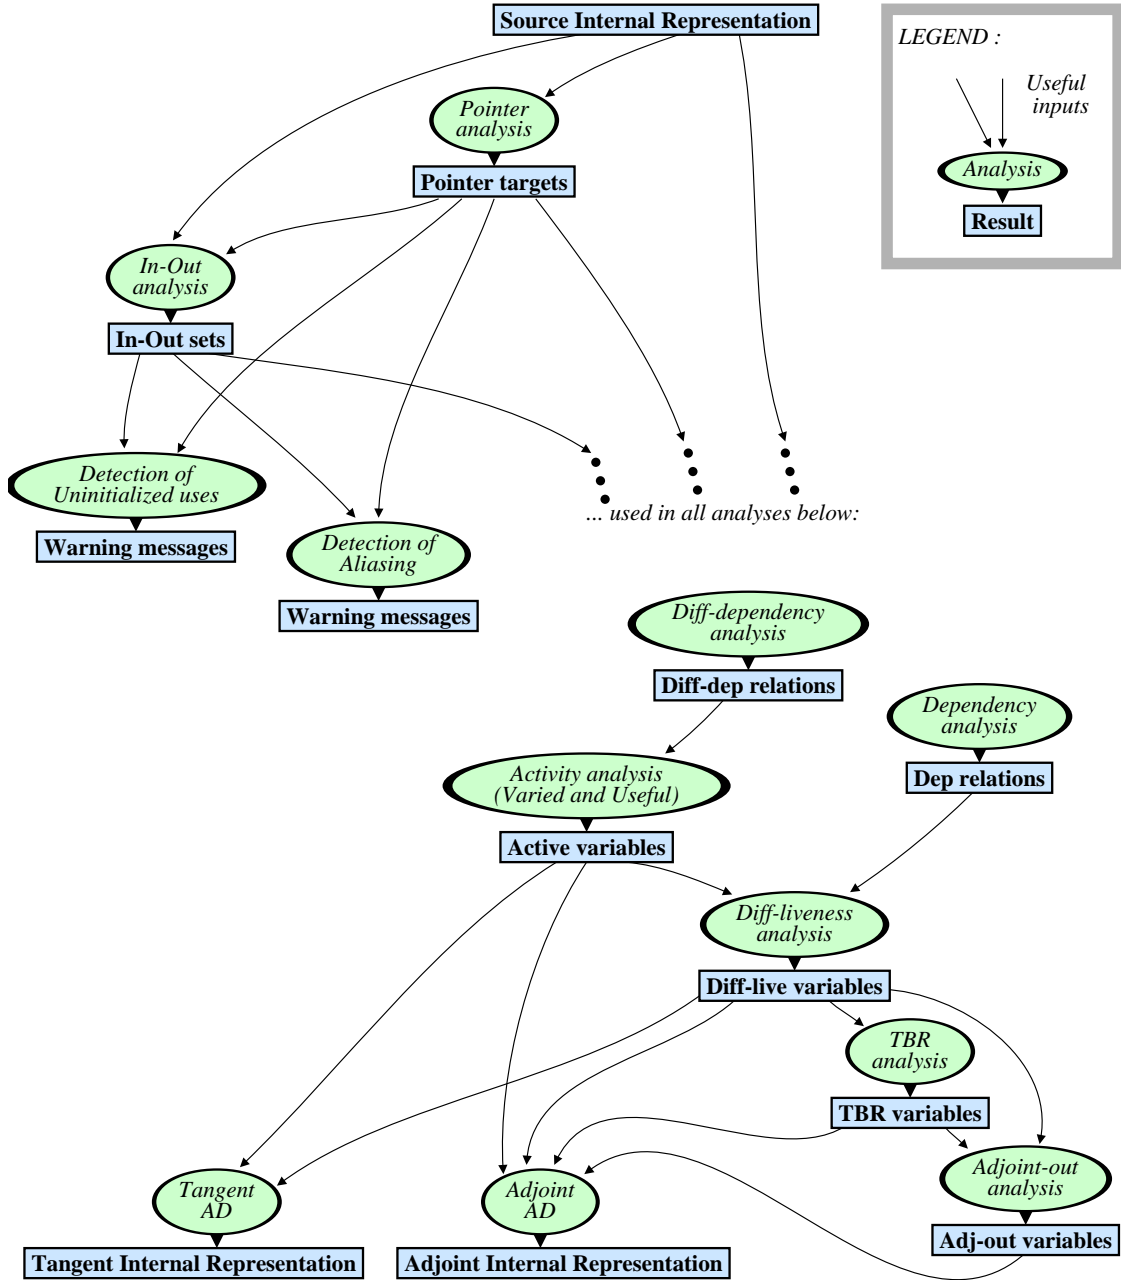 Source Internal Representation
LEGEND :
Useful
inputs
Analysis
Result
Pointer
analysis
Pointer targets
In-Out
analysis
In-Out sets
Detection of
Uninitialized uses
Warning messages
Detection of
Aliasing
Warning messages
... used in all analyses below:
Diff-dependency
analysis
Diff-dep relations
Dependency
analysis
Dep relations
Activity analysis
(Varied and Useful)
Active variables
Diff-liveness
analysis
Diff-live variables
TBR
analysis
TBR variables
Adjoint-out
analysis
Adj-out variables
Tangent
AD
Tangent Internal Representation
Adjoint
AD
Adjoint Internal Representation